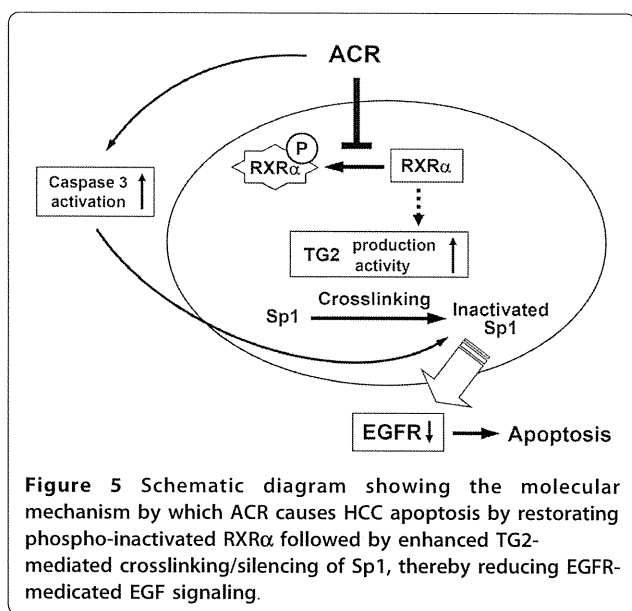 ACR
P
RXRα
RXRα
Caspase 3
activation
TG2 production
activity
Crosslinking
Sp1
Inactivated
Sp1
EGFR
Apoptosis
Figure 5 Schematic diagram showing the molecular
mechanism by which ACR causes HCC apoptosis by restorating
phospho-inactivated RXRα followed by enhanced TG2-
mediated crosslinking/silencing of Sp1, thereby reducing EGFR-
medicated EGF signaling.